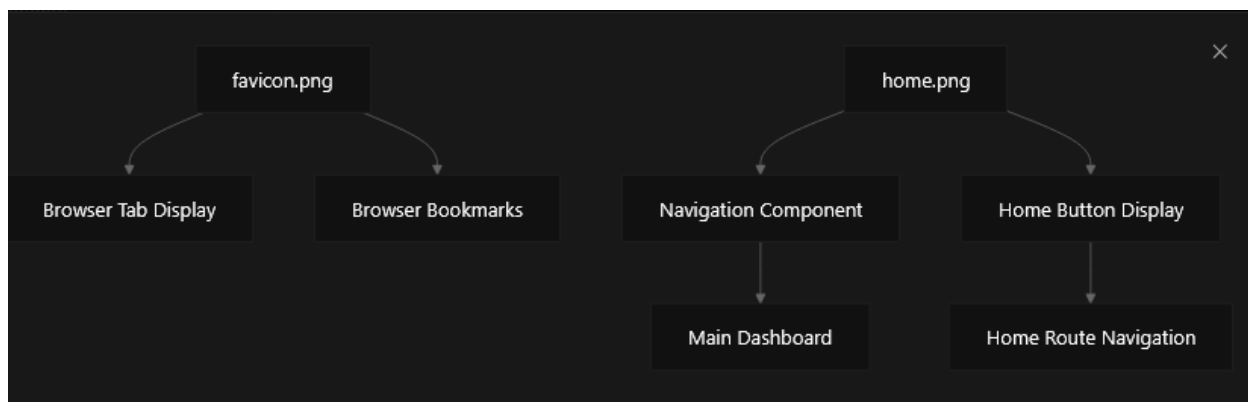 favicon.png
home.png
Browser Tab Display
Browser Bookmarks
Navigation Component
Home Button Display
Main Dashboard
Home Route Navigation